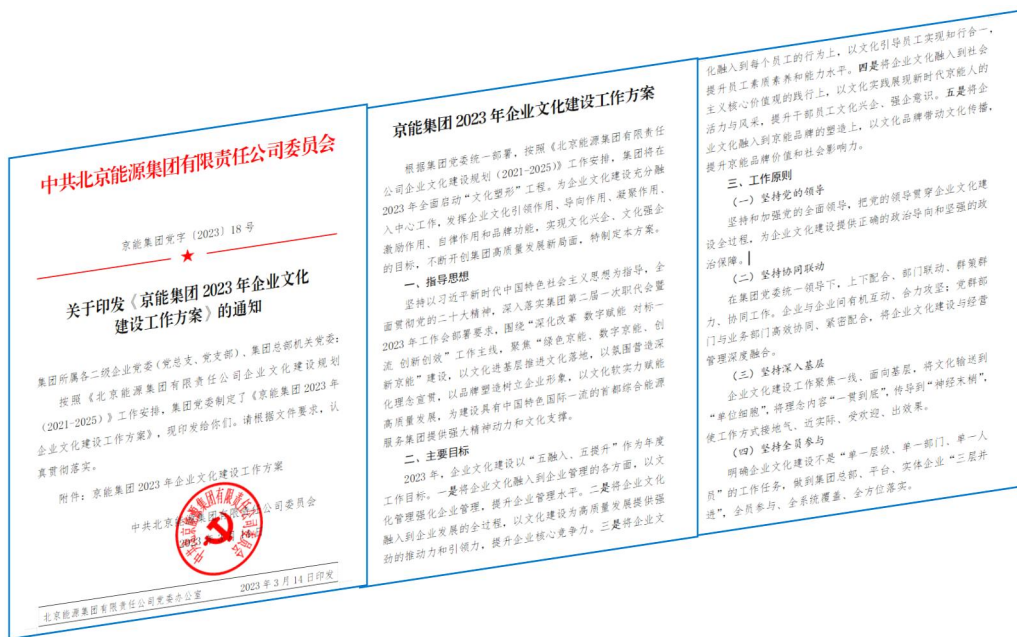 中共北京能源集团有限责任公司委员会
京能集团党字〔2023〕18 号
关于印发《京能集团 2023 年企业文化
建设工作方案》的通知
集团所属各二级企业党委（党总支、党支部）、集团总部机关党委：
按照《北京能源集团有限责任公司企业文化建设规划
（2021-2025）》工作安排，集团党委制定了《京能集团 2023 年
企业文化建设工作方案》，现印发给你们。请根据文件要求，认
真贯彻落实。
附件：京能集团 2023 年企业文化建设工作方案
中共北京能源集团有限责任公司委员会
2023 年 3 月 14 日
北京能源集团有限责任公司党委办公室 2023 年 3 月 14 日印发
京能集团 2023 年企业文化建设工作方案
根据集团党委统一部署，按照《北京能源集团有限责任
公司企业文化建设规划（2021-2025）》工作安排，集团将在
2023 年全面启动“文化塑形”工程。为企业文化建设充分融
入中心工作，发挥企业文化引领作用、导向作用、凝聚作用、
激励作用、自律作用和品牌功能，实现文化兴企、文化强企
的目标，不断开创集团高质量发展新局面，特制定本方案。
一、指导思想
坚持以习近平新时代中国特色社会主义思想为指导，全
面贯彻党的二十大精神，深入落实集团第二届一次职代会暨
2023 年工作会部署要求，围绕“深化改革 数字赋能 对标一
流 创新创效”工作主线，聚焦“绿色京能、数字京能、创
新京能”建设，以文化进基层推进文化落地，以氛围营造深
化理念宣贯，以品牌塑造树立企业形象，以文化软实力赋能
高质量发展，为建设具有中国特色国际一流的首都综合能源
服务集团提供强大精神动力和文化支撑。
二、主要目标
2023 年，企业文化建设以“五融入、五提升”作为年度
工作目标。一是将企业文化融入到企业管理的各方面，以文
化管理强化企业管理，提升企业管理水平。二是将企业文化
融入到企业发展的全过程，以文化建设为高质量发展提供强
劲的推动力和引领力，提升企业核心竞争力。三是将企业文
化融入到每个员工的行为上，以文化引导员工实现知行合一，
提升员工素质素养和能力水平。四是将企业文化融入到社会
主义核心价值观的践行上，以文化实践展现新时代京能人的
活力与风采，提升干部员工文化兴企、强企意识。五是将企
业文化融入到京能品牌的塑造上，以文化品牌带动文化传播，
提升京能品牌价值和社会影响力。
三、工作原则
（一）坚持党的领导
坚持和加强党的全面领导，把党的领导贯穿企业文化建
设全过程，为企业文化建设提供正确的政治导向和坚强的政
治保障。
（二）坚持协同联动
在集团党委统一领导下，上下配合、部门联动、群策群
力、协同工作。企业与企业间有机互动、合力攻坚；党群部
门与业务部门高效协同、紧密配合，将企业文化建设与经营
管理深度融合。
（三）坚持深入基层
企业文化建设工作聚焦一线、面向基层，将文化输送到
“单位细胞”，将理念内容“一贯到底”，传导到“神经末梢”，
使工作方式接地气、近实际、受欢迎、出效果。
（四）坚持全员参与
明确企业文化建设不是“单一层级、单一部门、单一人
员”的工作任务，做到集团总部、平台、实体企业“三层并
进”，全员参与、全系统覆盖、全方位落实。